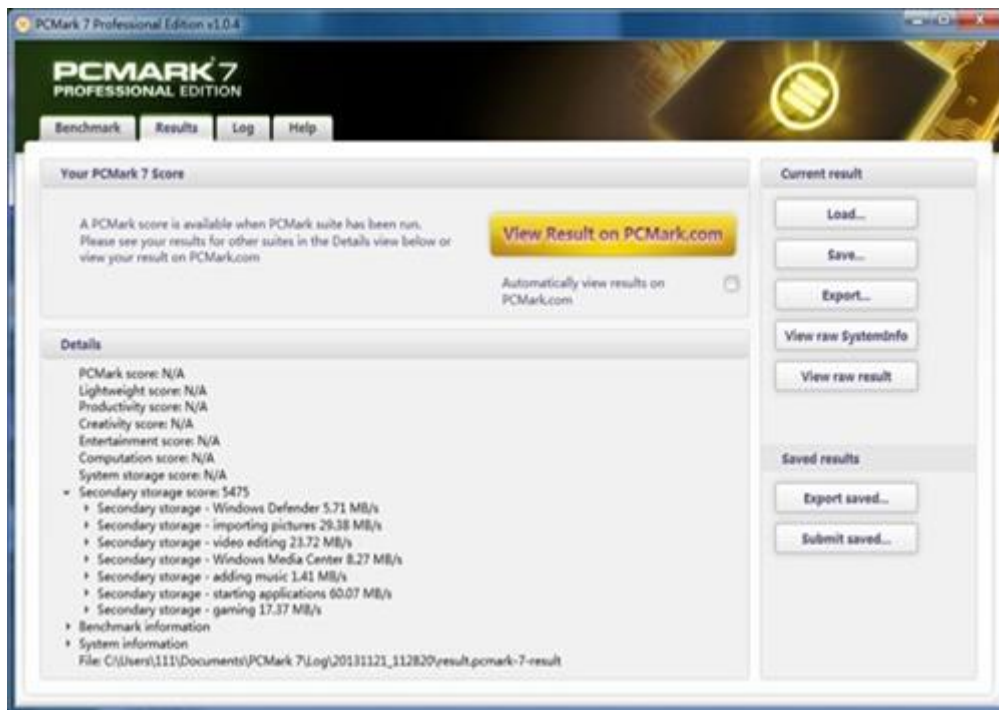 PCMark 7 Professional Edition v1.0.4
PCMARK 7
PROFESSIONAL EDITION
Benchmark Results Log Help
Your PCMark 7 Score
A PCMark score is available when PCMark suite has been run.
Please see your results for other suites in the Details view below or
view your result on PCMark.com
View Result on PCMark.com
Automatically view results on
PCMark.com
Details
PCMark score: N/A
Lightweight score: N/A
Productivity score: N/A
Creativity score: N/A
Entertainment score: N/A
Computation score: N/A
System storage score: N/A
Secondary storage score: 5475
Secondary storage - Windows Defender 5.71 MB/s
Secondary storage - importing pictures 29.38 MB/s
Secondary storage - video editing 23.72 MB/s
Secondary storage - Windows Media Center 8.27 MB/s
Secondary storage - adding music 1.41 MB/s
Secondary storage - starting applications 60.07 MB/s
Secondary storage - gaming 17.37 MB/s
Benchmark information
System information
File: C:\Users\111\Documents\PCMark 7\Log\20131121_112820\result.pcmark-7-result
Current result
Load...
Save...
Export...
View raw SystemInfo
View raw result
Saved results
Export saved...
Submit saved...